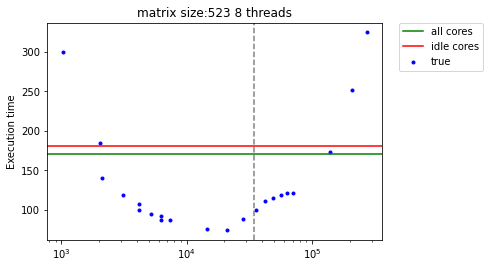 matrix size:523 8 threads
all cores
idle cores
true
Execution time
300
250
200
150
100
10³
10⁴
10⁵